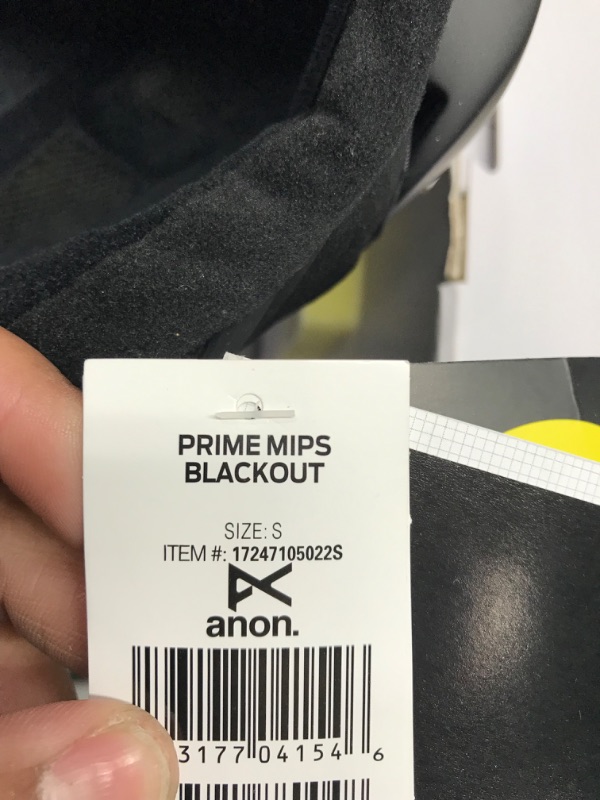 PRIME MIPS
BLACKOUT
SIZE: S
ITEM #: 17247105022S
anon.
3177 04154 6